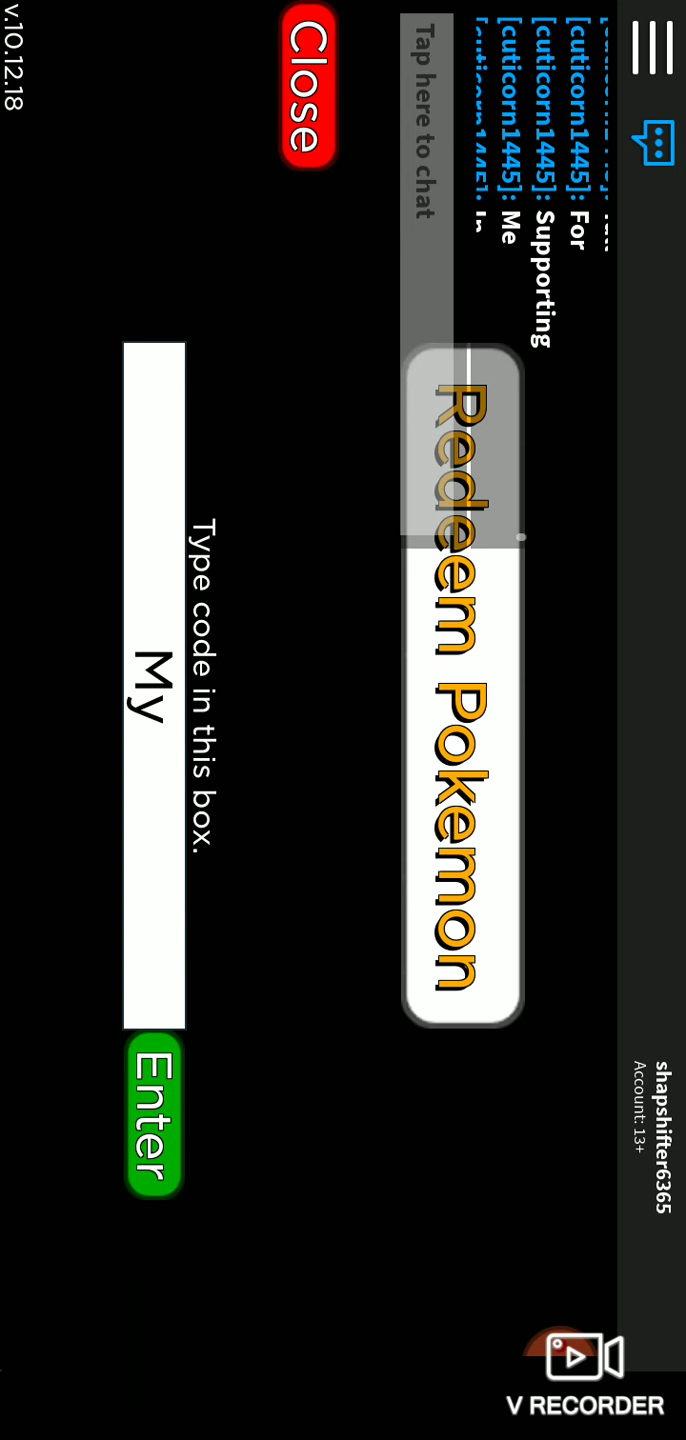 shapshifter6365
Account: 13+
[cuticorn1445]: For
[cuticorn1445]: Supporting
[cuticorn1445]: Me
Tap here to chat
Redeem Pokemon
Close
Type code in this box.
My
Enter
v.10.12.18
V RECORDER